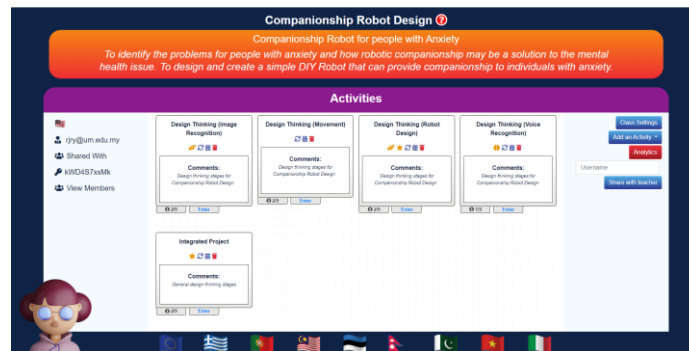 Companionship Robot Design ?
Companionship Robot for people with Anxiety
To identify the problems for people with anxiety and how robotic companionship may be a solution to the mental
health issue. To design and create a simple DIY Robot that can provide companionship to individuals with anxiety.
Activities
rjry@um.edu.my
Shared With
View Members
Design Thinking (Image
Recognition)
Comments:
Design thinking stages for
Companionship Robot Design
Enter
Design Thinking (Movement)
Comments:
Design thinking stages for
Companionship Robot Design
Enter
Design Thinking (Robot
Design)
Comments:
Design thinking stages for
Companionship Robot Design
Enter
Design Thinking (Voice
Recognition)
Comments:
Design thinking stages for
Companionship Robot Design
Enter
Integrated Project
Comments:
General design thinking stages
Enter
Class Settings
Add an Activity
Analytics
Username
Share with teacher